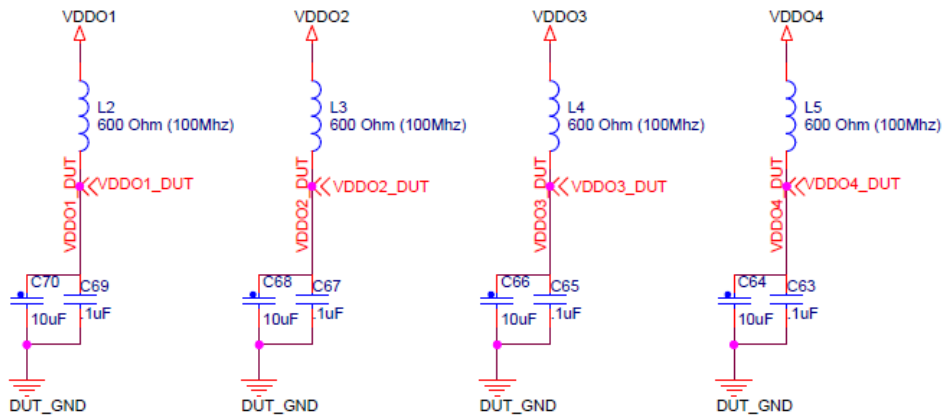 VDDO1 VDDO2 VDDO3 VDDO4
L2 L3 L4 L5
600 Ohm (100Mhz) 600 Ohm (100Mhz) 600 Ohm (100Mhz) 600 Ohm (100Mhz)
VDDO1_DUT VDDO2_DUT VDDO3_DUT VDDO4_DUT
VDDO1_DUT VDDO2_DUT VDDO3_DUT VDDO4_DUT
C70 C69 C68 C67 C66 C65 C64 C63
10uF .1uF 10uF .1uF 10uF .1uF 10uF .1uF
DUT_GND DUT_GND DUT_GND DUT_GND